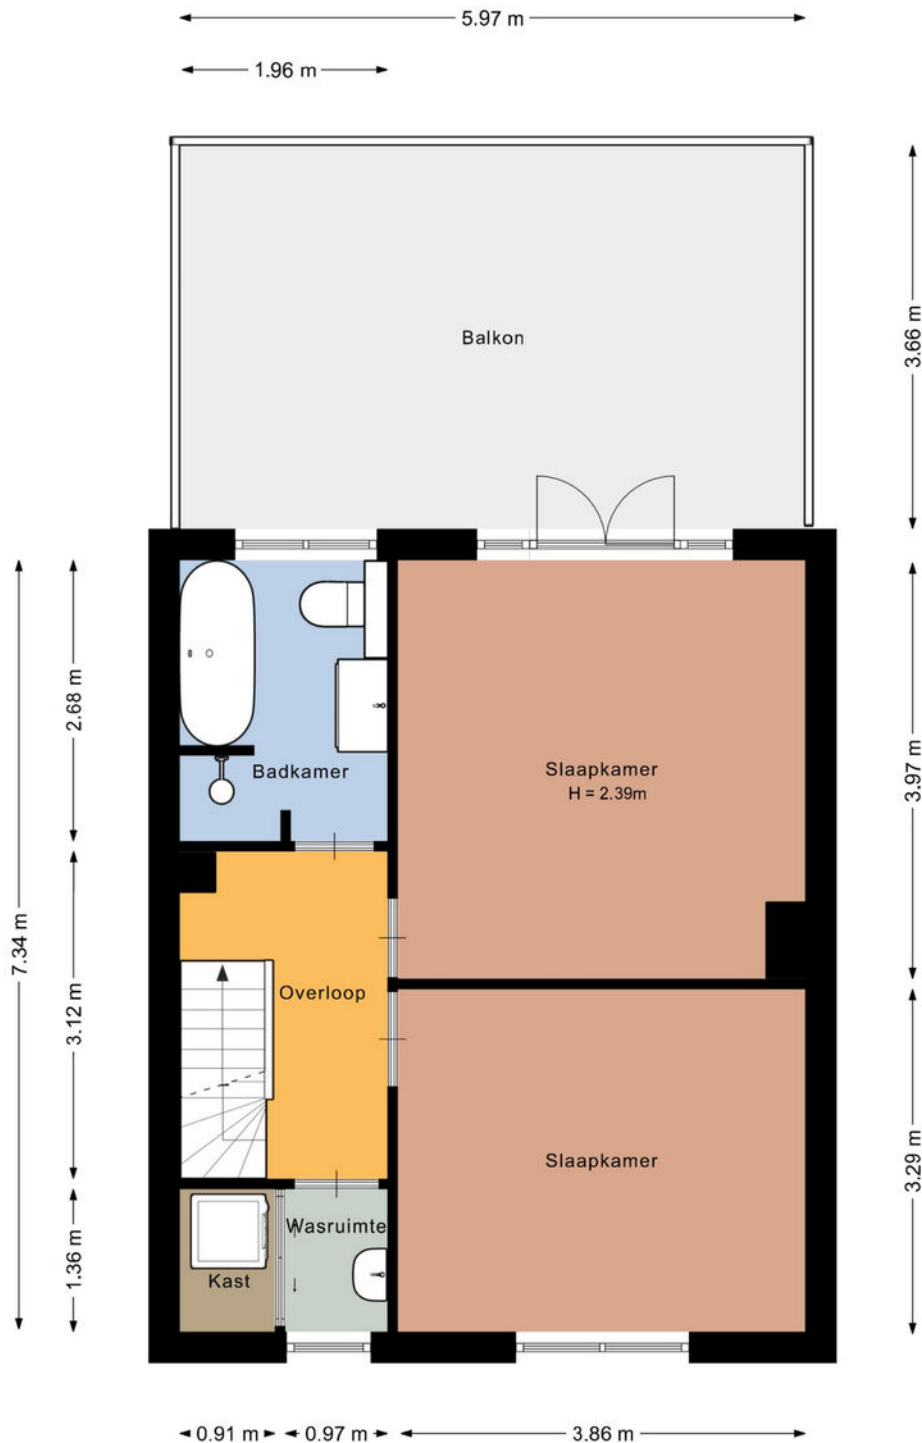 5.97 m
1.96 m
3.66 m
Balkon
2.68 m
3.97 m
Badkamer
Slaapkamer
H = 2.39m
7.34 m
3.12 m
Overloop
3.29 m
Slaapkamer
1.36 m
Wasruimte
Kast
0.91 m
0.97 m
3.86 m